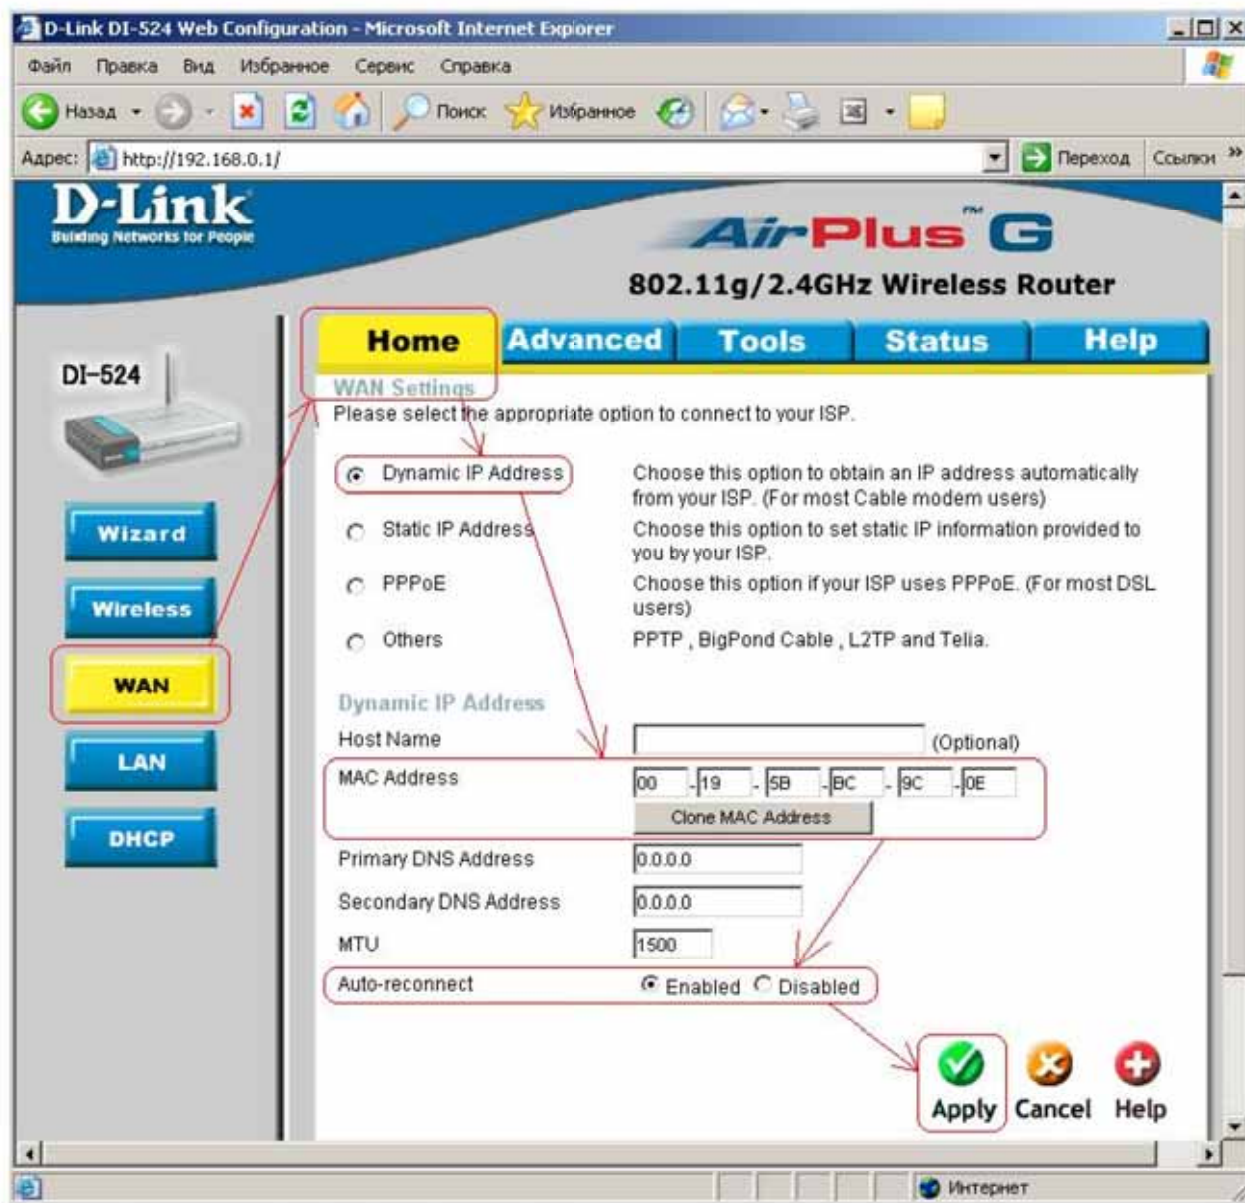 D-Link DI-524 Web Configuration - Microsoft Internet Explorer
Файл Правка Вид Избранное Сервис Справка
Назад Поиск Избранное
Адрес: http://192.168.0.1/ Переход Ссылки »
D-Link
Building Networks for People
AirPlus G™
802.11g/2.4GHz Wireless Router
DI-524
Home Advanced Tools Status Help
WAN Settings
Please select the appropriate option to connect to your ISP.
Dynamic IP Address Choose this option to obtain an IP address automatically
from your ISP. (For most Cable modem users)
Static IP Address Choose this option to set static IP information provided to
you by your ISP.
PPPoE Choose this option if your ISP uses PPPoE. (For most DSL
users)
Others PPTP , BigPond Cable , L2TP and Telia.
Wizard
Wireless
WAN
LAN
DHCP
Dynamic IP Address
Host Name (Optional)
MAC Address 00 - 19 - 5B - BC - 9C - 0E
Clone MAC Address
Primary DNS Address 0.0.0.0
Secondary DNS Address 0.0.0.0
MTU 1500
Auto-reconnect Enabled Disabled
Apply Cancel Help
Интернет